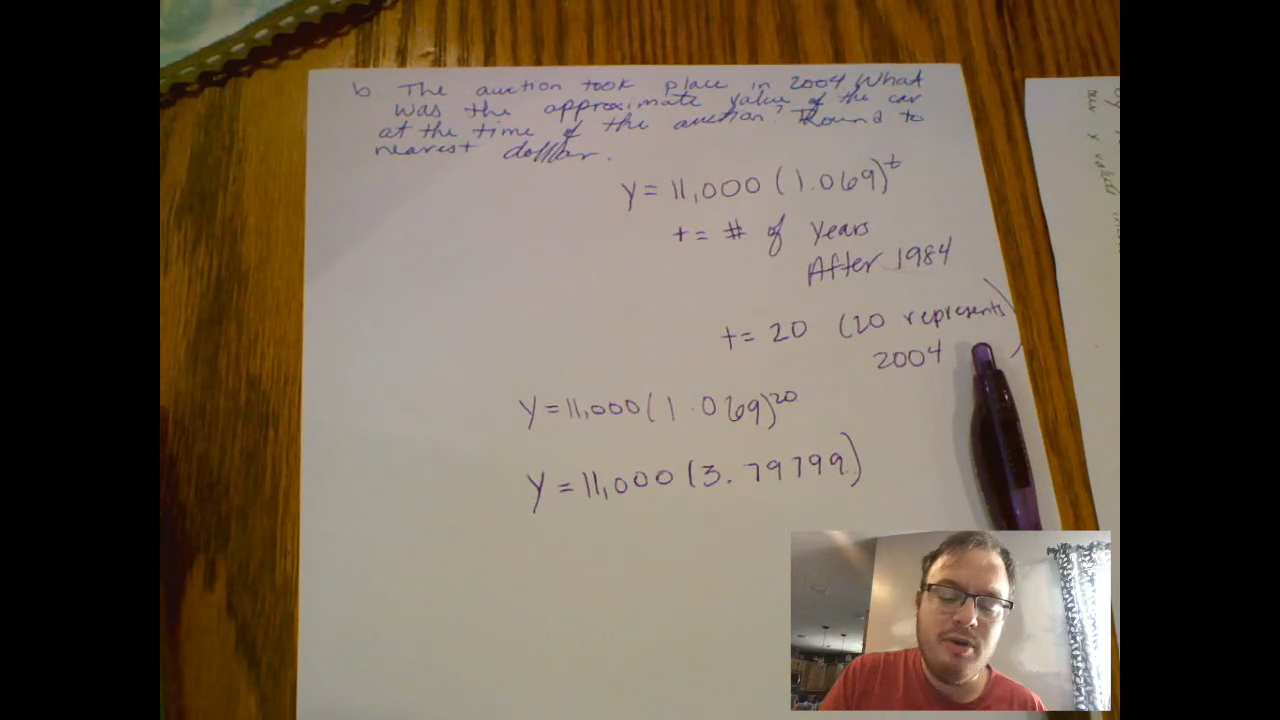 b The auction took place in 2004. What
was the approximate value of the car
at the time of the auction? Round to
nearest dollar.
y = 11,000 (1.069)^t
t = # of years
After 1984
t = 20 (20 represents)
2004
y = 11,000 (1.069)^20
y = 11,000 (3.79799)